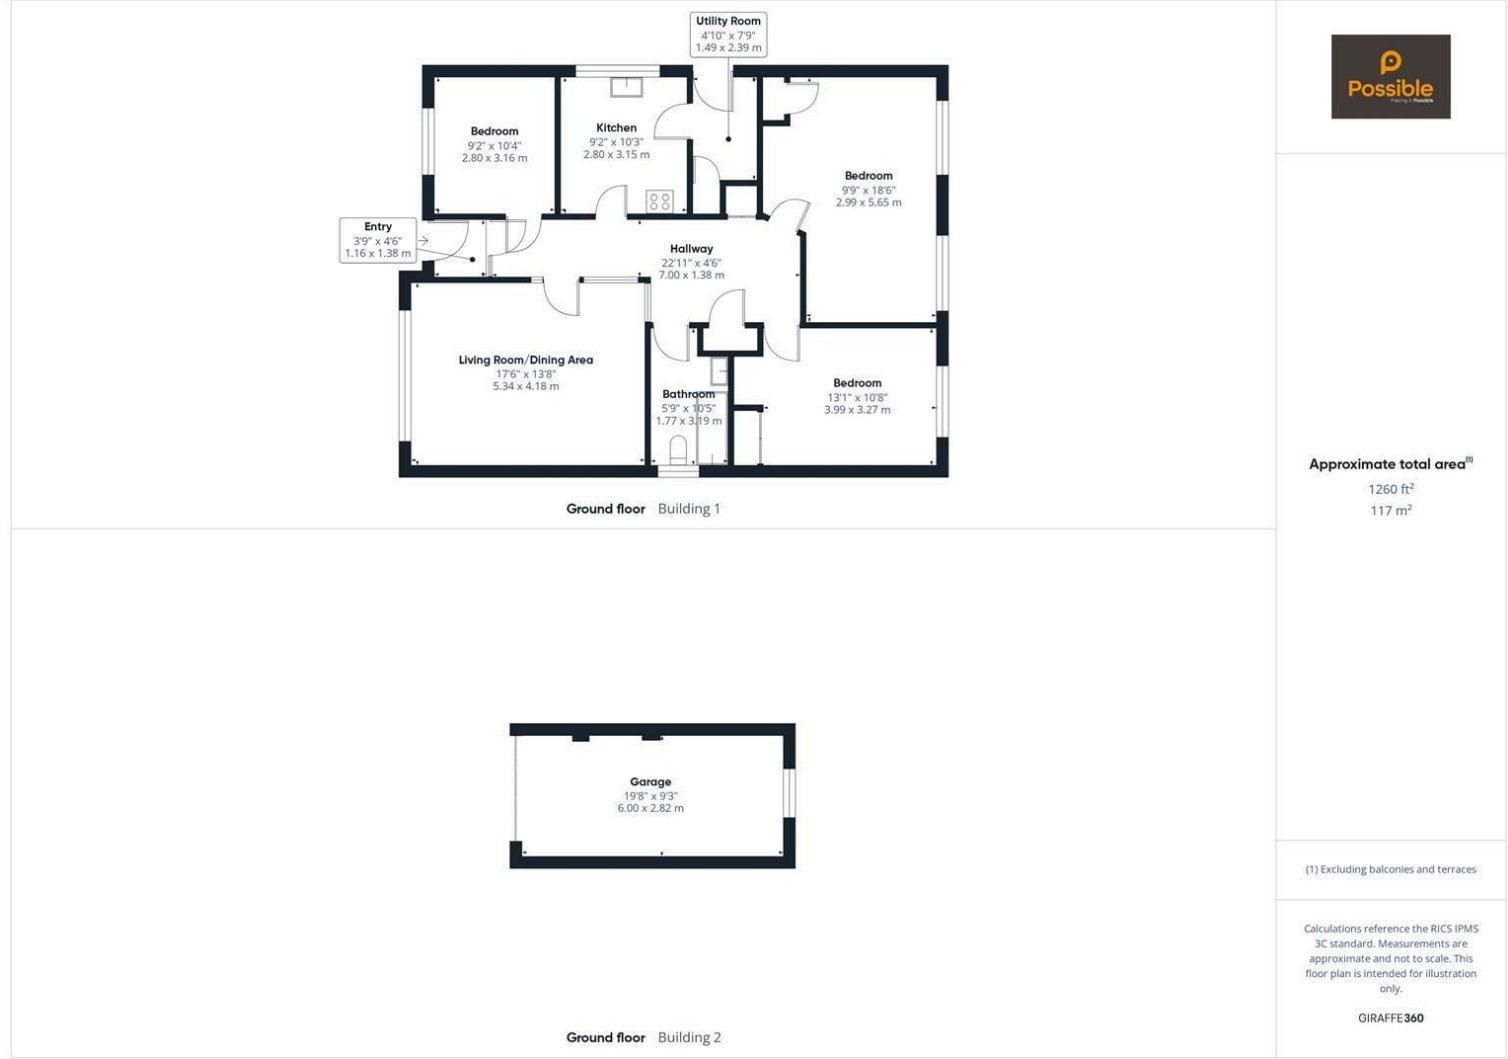 Utility Room
4'10" x 7'9"
1.49 x 2.39 m
Bedroom
9'2" x 10'4"
2.80 x 3.16 m
Kitchen
9'2" x 10'3"
2.80 x 3.15 m
Bedroom
9'9" x 18'6"
2.99 x 5.65 m
Entry
3'9" x 4'6"
1.16 x 1.38 m
Hallway
22'11" x 4'6"
7.00 x 1.38 m
Living Room/Dining Area
17'6" x 13'8"
5.34 x 4.18 m
Bathroom
5'9" x 10'5"
1.77 x 3.19 m
Bedroom
13'1" x 10'8"
3.99 x 3.27 m
Ground floor Building 1
Garage
19'8" x 9'3"
6.00 x 2.82 m
Ground floor Building 2
Possible
Making it Possible
Approximate total area(1)
1260 ft²
117 m²
(1) Excluding balconies and terraces
Calculations reference the RICS IPMS
3C standard. Measurements are
approximate and not to scale. This
floor plan is intended for illustration
only.
GIRAFFE360